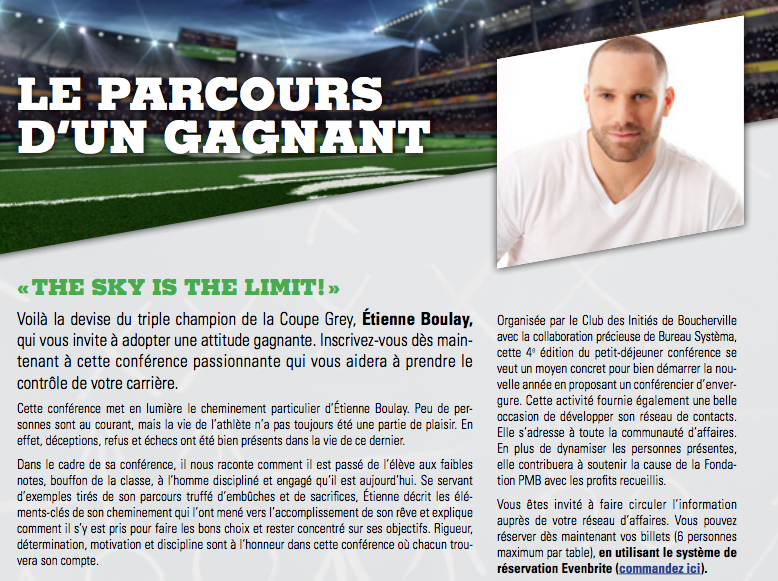 LE PARCOURS
D'UN GAGNANT
« THE SKY IS THE LIMIT! »
Voilà la devise du triple champion de la Coupe Grey, Étienne Boulay,
qui vous invite à adopter une attitude gagnante. Inscrivez-vous dès main-
tenant à cette conférence passionnante qui vous aidera à prendre le
contrôle de votre carrière.
Cette conférence met en lumière le cheminement particulier d'Étienne Boulay. Peu de per-
sonnes sont au courant, mais la vie de l'athlète n'a pas toujours été une partie de plaisir. En
effet, déceptions, refus et échecs ont été bien présents dans la vie de ce dernier.
Dans le cadre de sa conférence, il nous raconte comment il est passé de l'élève aux faibles
notes, bouffon de la classe, à l'homme discipliné et engagé qu'il est aujourd'hui. Se servant
d'exemples tirés de son parcours truffé d'embûches et de sacrifices, Étienne décrit les élé-
ments-clés de son cheminement qui l'ont mené vers l'accomplissement de son rêve et explique
comment il s'y est pris pour faire les bons choix et rester concentré sur ses objectifs. Rigueur,
détermination, motivation et discipline sont à l'honneur dans cette conférence où chacun trou-
vera son compte.
Organisée par le Club des Initiés de Boucherville
avec la collaboration précieuse de Bureau Systèma,
cette 4e édition du petit-déjeuner conférence se
veut un moyen concret pour bien démarrer la nou-
velle année en proposant un conférencier d'enver-
gure. Cette activité fournie également une belle
occasion de développer son réseau de contacts.
Elle s'adresse à toute la communauté d'affaires.
En plus de dynamiser les personnes présentes,
elle contribuera à soutenir la cause de la Fonda-
tion PMB avec les profits recueillis.
Vous êtes invité à faire circuler l'information
auprès de votre réseau d'affaires. Vous pouvez
réserver dès maintenant vos billets (6 personnes
maximum par table), en utilisant le système de
réservation Evenbrite (commandez ici).